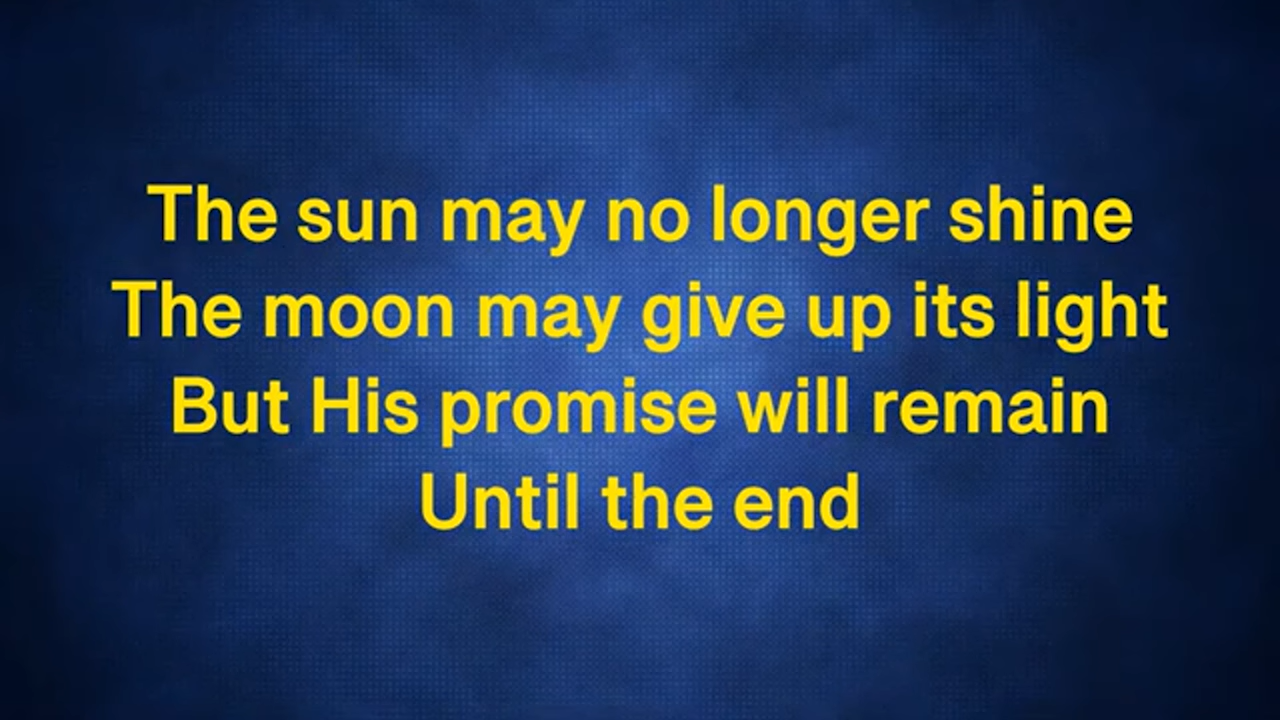 The sun may no longer shine
The moon may give up its light
But His promise will remain
Until the end